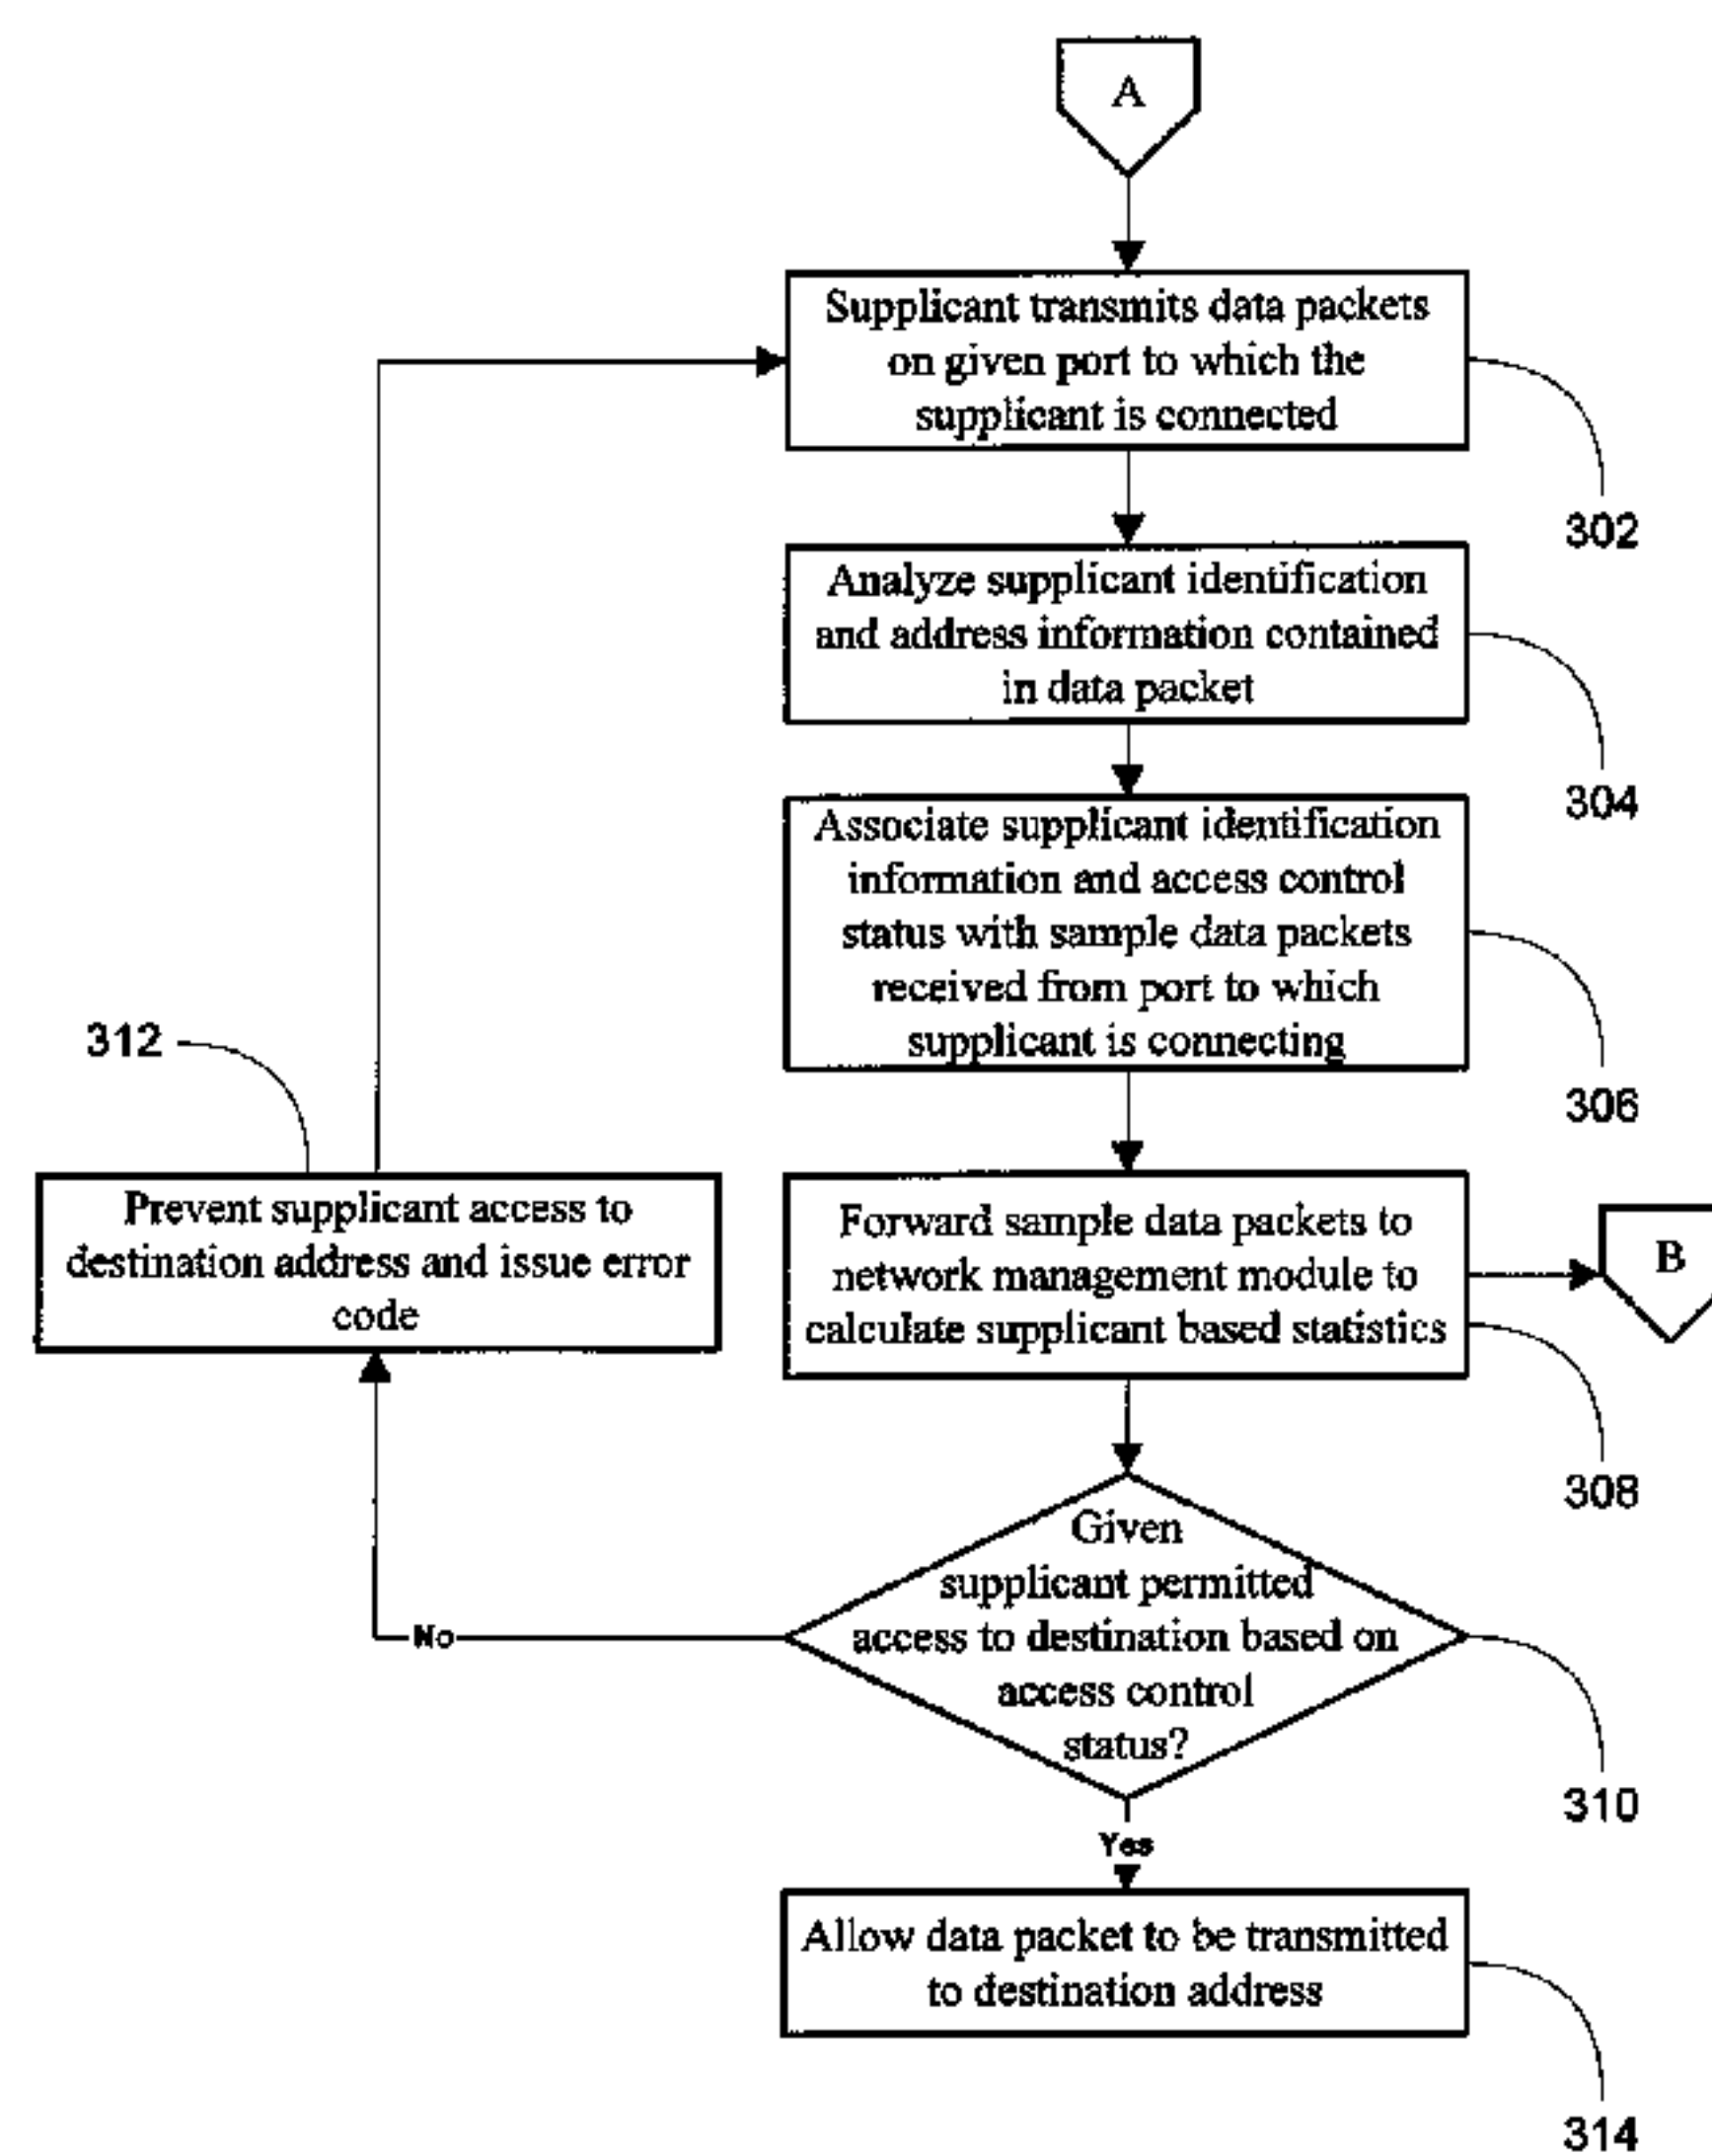 A
Supplicant transmits data packets
on given port to which the
supplicant is connected
302
Analyze supplicant identification
and address information contained
in data packet
304
Associate supplicant identification
information and access control
status with sample data packets
received from port to which
supplicant is connecting
306
312
Prevent supplicant access to
destination address and issue error
code
Forward sample data packets to
network management module to
calculate supplicant based statistics
B
308
Given
supplicant permitted
access to destination based on
access control
status?
No
310
Yes
Allow data packet to be transmitted
to destination address
314